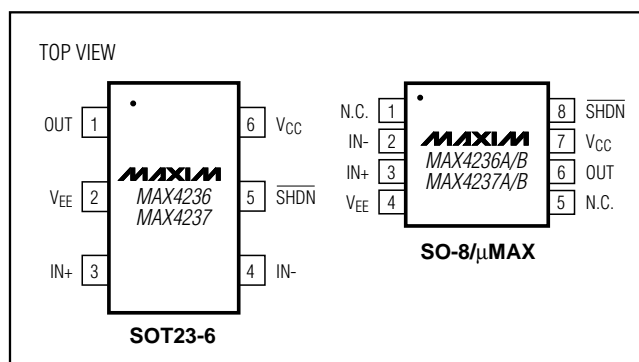 TOP VIEW
OUT 1
6 VCC
MAXIM
MAX4236
MAX4237
VEE 2
5 SHDN
IN+ 3
4 IN-
SOT23-6
N.C. 1
8 SHDN
IN- 2
MAXIM
7 VCC
IN+ 3
MAX4236A/B
MAX4237A/B
6 OUT
VEE 4
5 N.C.
SO-8/μMAX